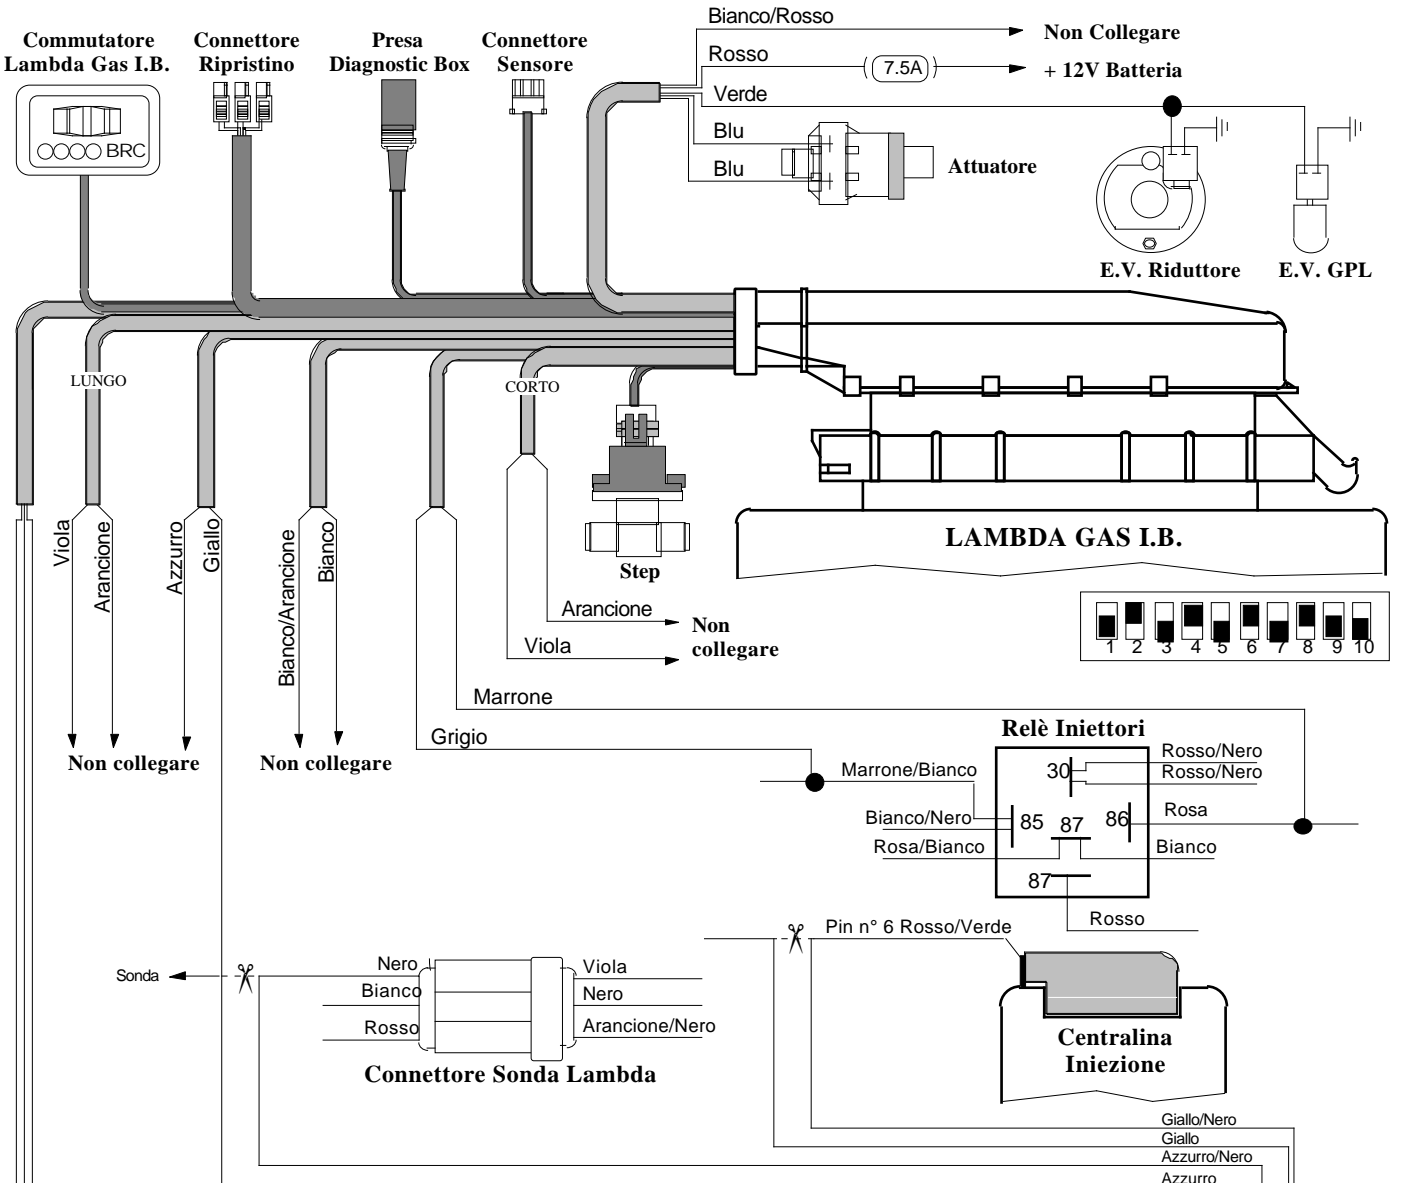 Commutatore
Lambda Gas I.B.
Connettore
Ripristino
Presa
Diagnostic Box
Connettore
Sensore
Bianco/Rosso
Non Collegare
Rosso
7.5A
+ 12V Batteria
Verde
Blu
Blu
Attuatore
BRC
E.V. Riduttore
E.V. GPL
LUNGO
CORTO
LAMBDA GAS I.B.
Step
Viola
Arancione
Azzurro
Giallo
Bianco/Arancione
Bianco
Arancione
Viola
Non
collegare
1 2 3 4 5 6 7 8 9 10
Marrone
Grigio
Non collegare
Non collegare
Relè Iniettori
Marrone/Bianco
30
Rosso/Nero
Rosso/Nero
Bianco/Nero
85
87
86
Rosa
Rosa/Bianco
Bianco
87
Rosso
Pin n° 6 Rosso/Verde
Sonda
Nero
Bianco
Rosso
Viola
Nero
Arancione/Nero
Connettore Sonda Lambda
Centralina
Iniezione
Giallo/Nero
Giallo
Azzurro/Nero
Azzurro